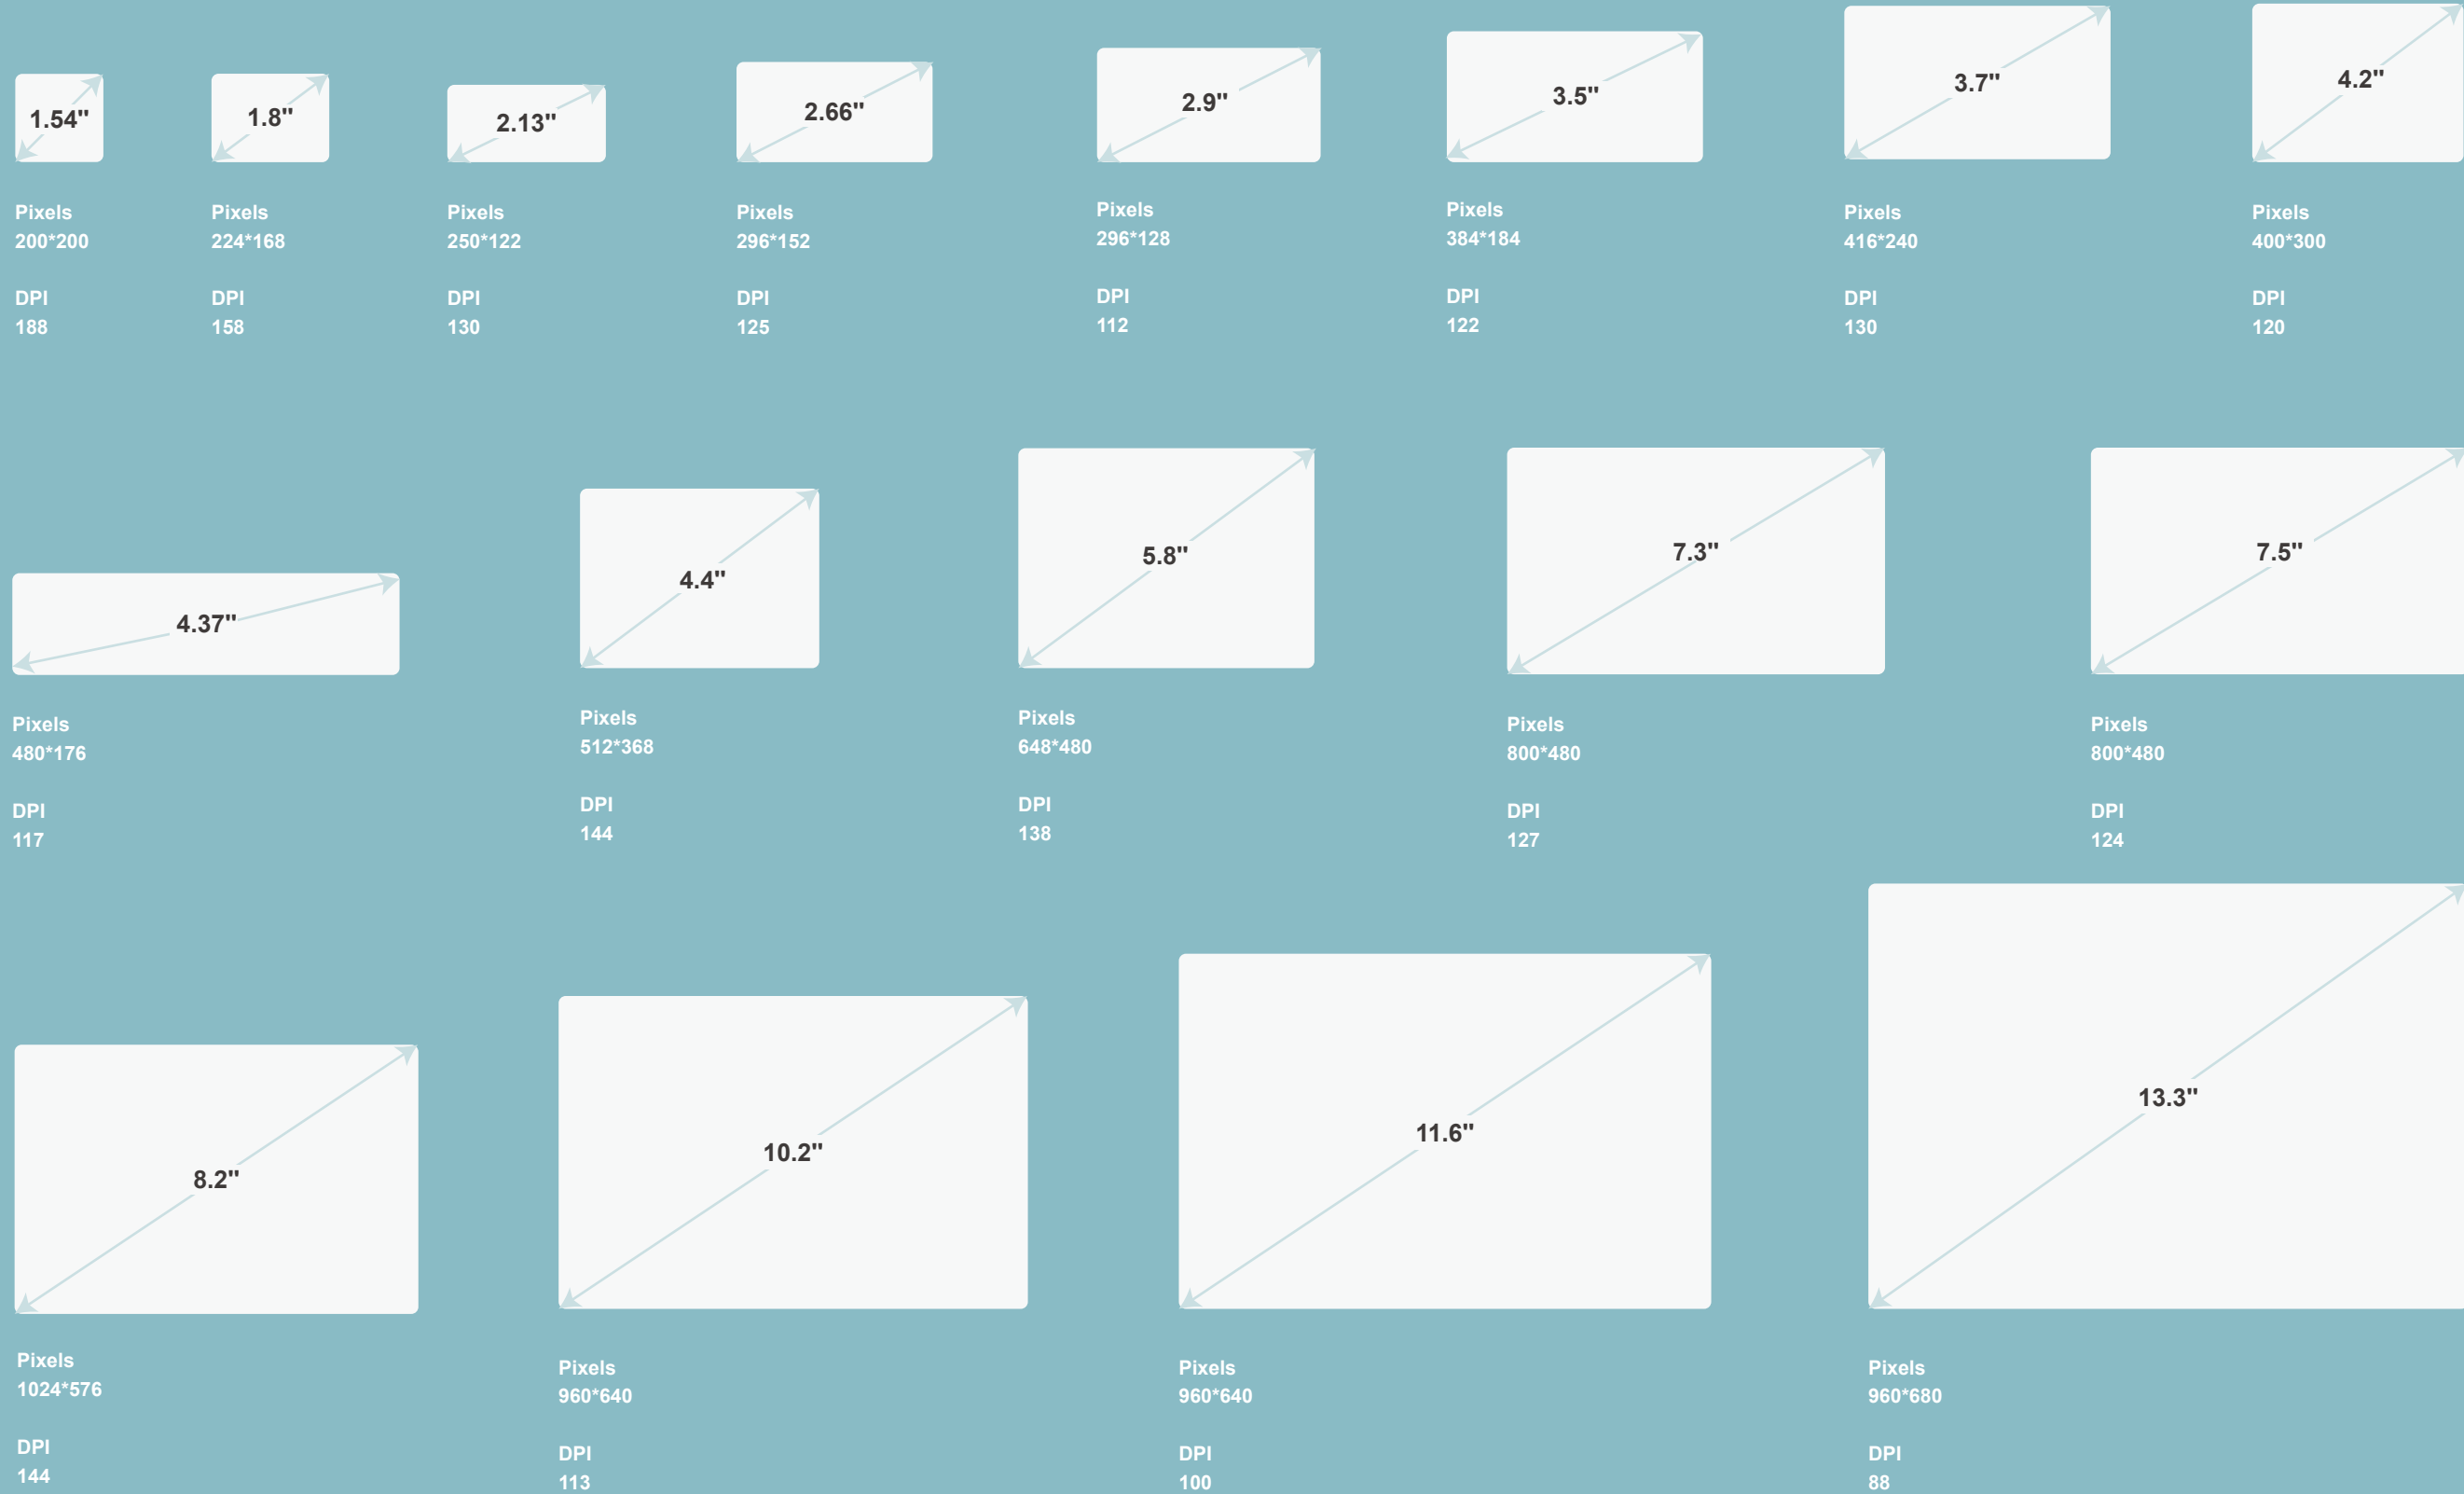 1.54"
Pixels
200*200
DPI
188
1.8"
Pixels
224*168
DPI
158
2.13"
Pixels
250*122
DPI
130
2.66"
Pixels
296*152
DPI
125
2.9"
Pixels
296*128
DPI
112
3.5"
Pixels
384*184
DPI
122
3.7"
Pixels
416*240
DPI
130
4.2"
Pixels
400*300
DPI
120
4.37"
Pixels
480*176
DPI
117
4.4"
Pixels
512*368
DPI
144
5.8"
Pixels
648*480
DPI
138
7.3"
Pixels
800*480
DPI
127
7.5"
Pixels
800*480
DPI
124
8.2"
Pixels
1024*576
DPI
144
10.2"
Pixels
960*640
DPI
113
11.6"
Pixels
960*640
DPI
100
13.3"
Pixels
960*680
DPI
88